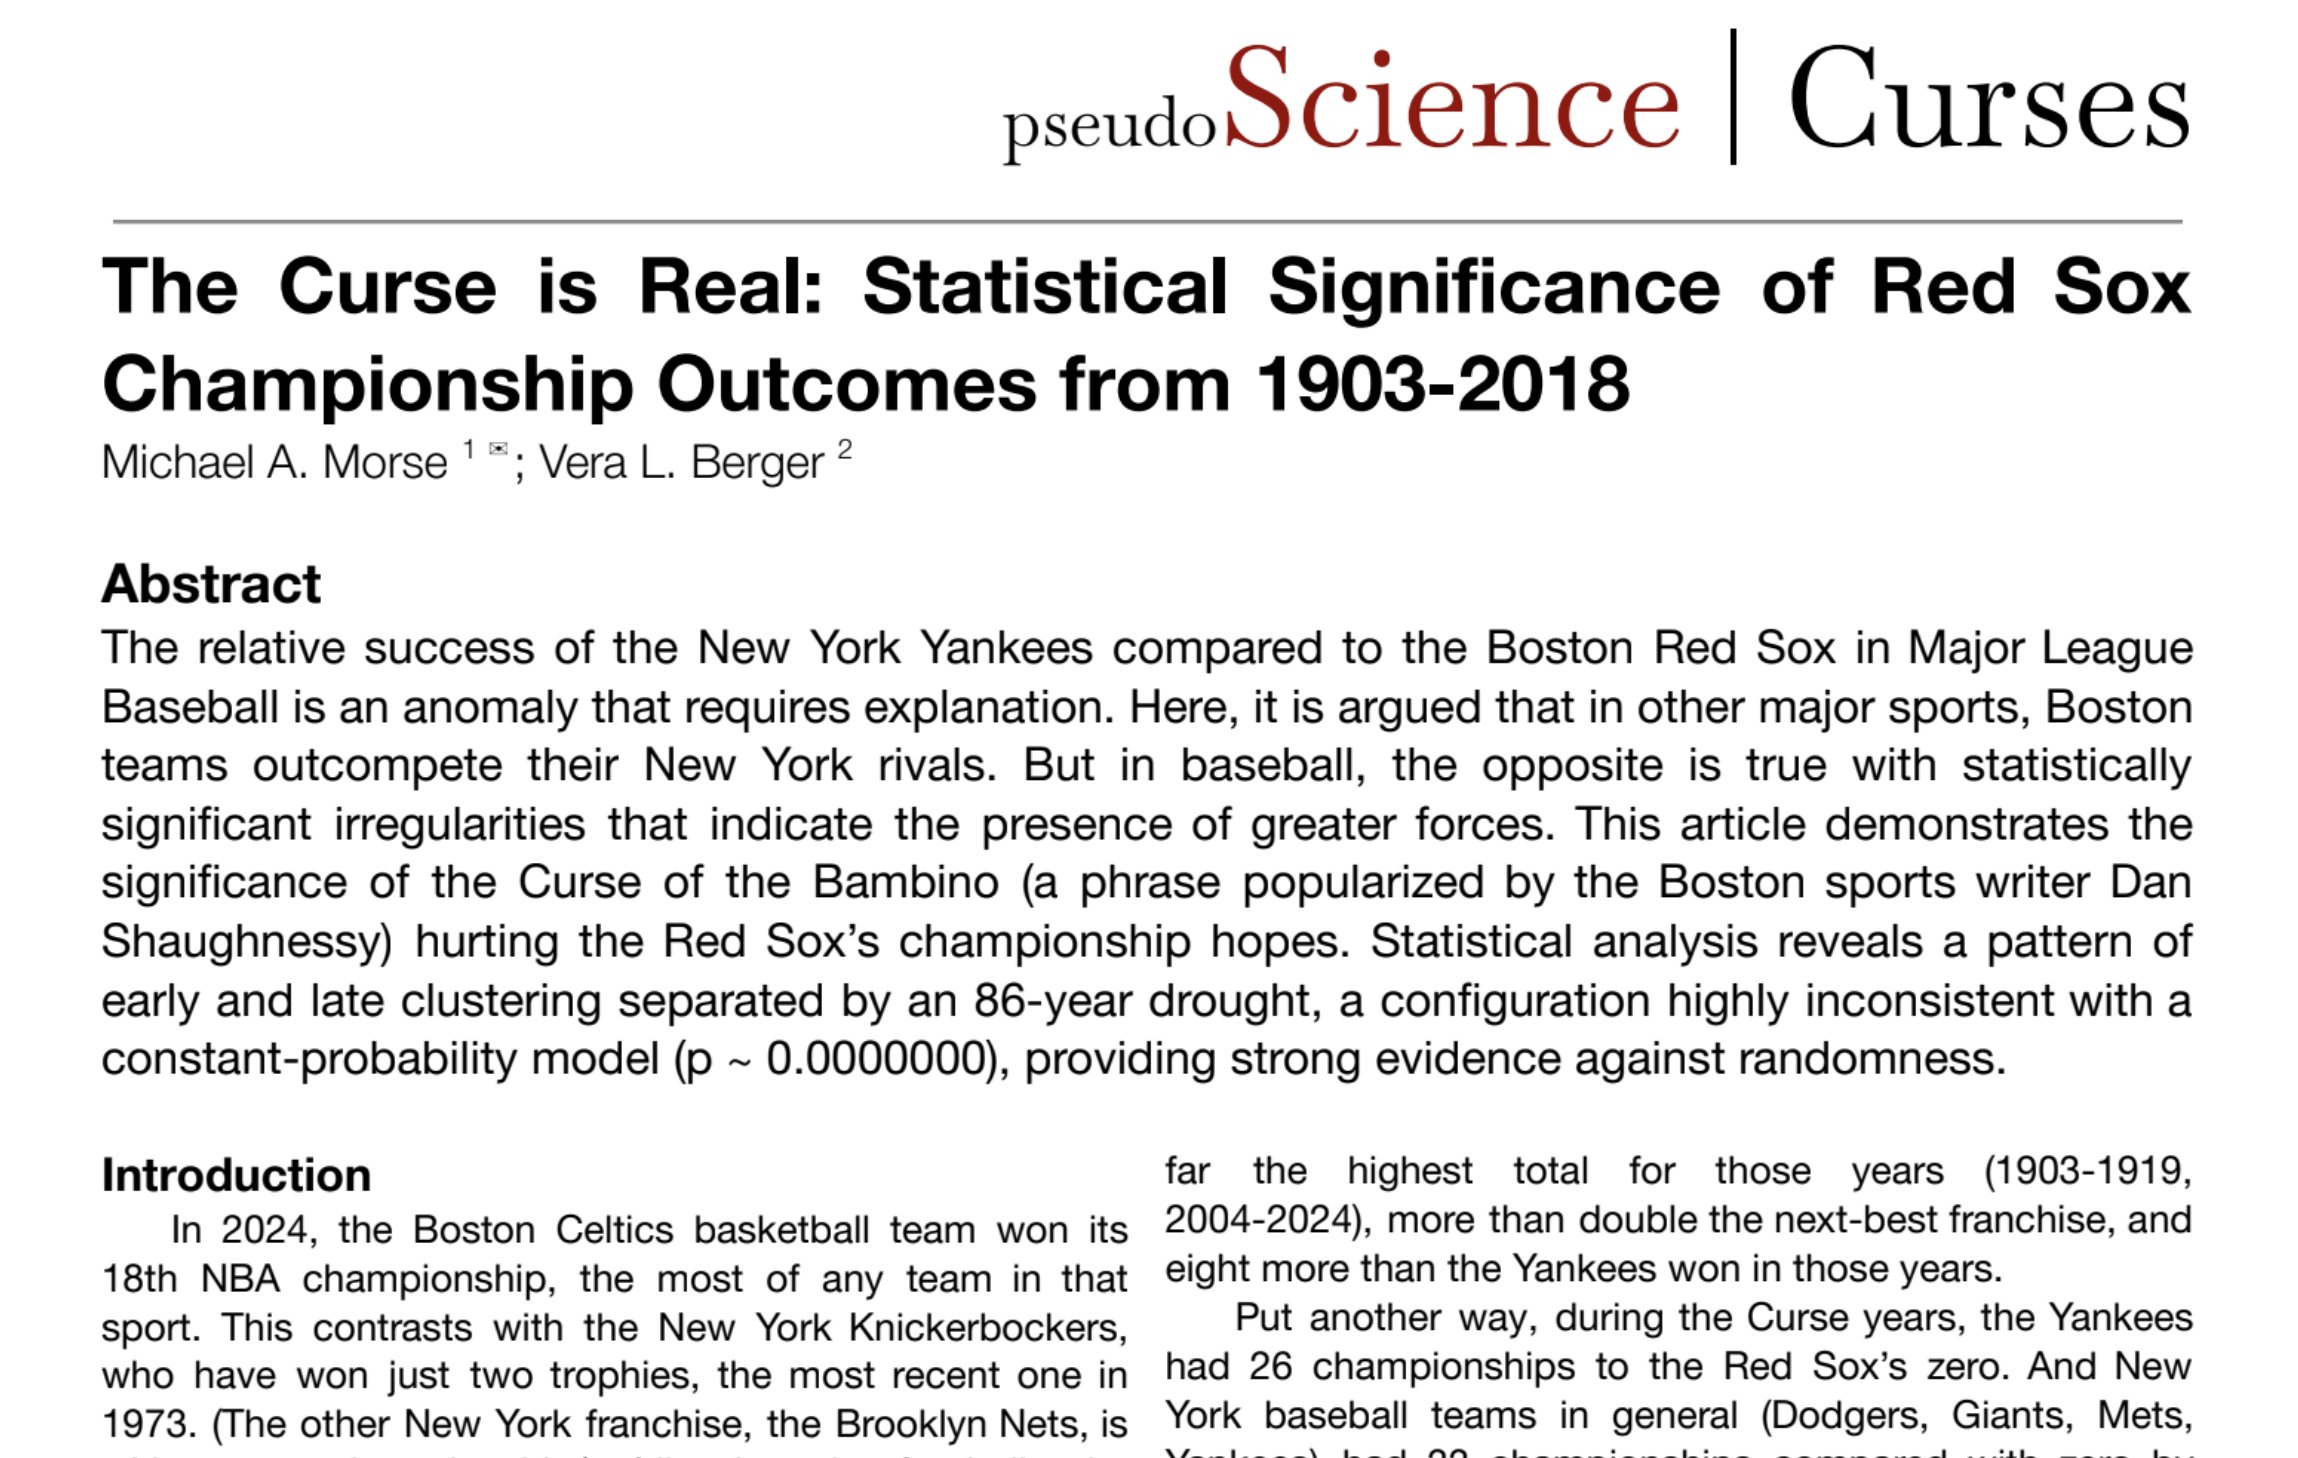 pseudoScience | Curses
The Curse is Real: Statistical Significance of Red Sox
Championship Outcomes from 1903-2018
Michael A. Morse 1 ✉; Vera L. Berger 2
Abstract
The relative success of the New York Yankees compared to the Boston Red Sox in Major League
Baseball is an anomaly that requires explanation. Here, it is argued that in other major sports, Boston
teams outcompete their New York rivals. But in baseball, the opposite is true with statistically
significant irregularities that indicate the presence of greater forces. This article demonstrates the
significance of the Curse of the Bambino (a phrase popularized by the Boston sports writer Dan
Shaughnessy) hurting the Red Sox’s championship hopes. Statistical analysis reveals a pattern of
early and late clustering separated by an 86-year drought, a configuration highly inconsistent with a
constant-probability model (p ~ 0.0000000), providing strong evidence against randomness.
Introduction
In 2024, the Boston Celtics basketball team won its
18th NBA championship, the most of any team in that
sport. This contrasts with the New York Knickerbockers,
who have won just two trophies, the most recent one in
1973. (The other New York franchise, the Brooklyn Nets, is
far the highest total for those years (1903-1919,
2004-2024), more than double the next-best franchise, and
eight more than the Yankees won in those years.
Put another way, during the Curse years, the Yankees
had 26 championships to the Red Sox’s zero. And New
York baseball teams in general (Dodgers, Giants, Mets,